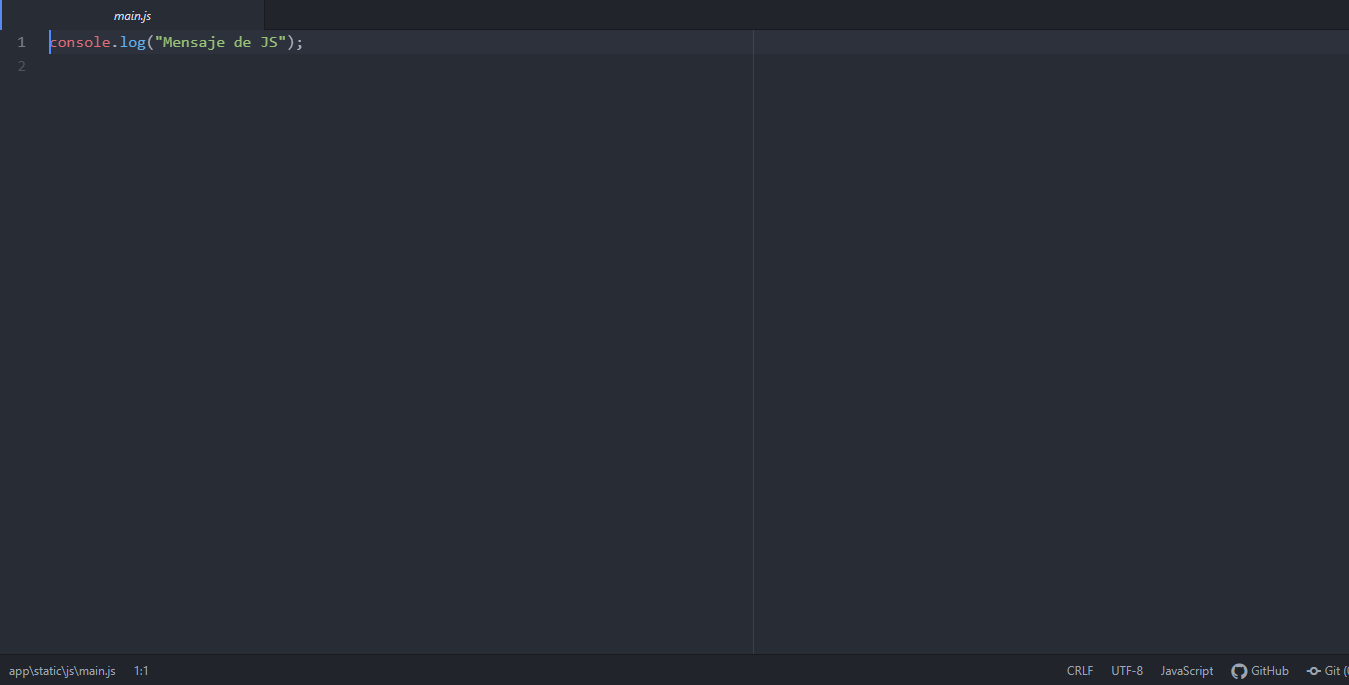 main.js
1 console.log("Mensaje de JS");
2
app\static\js\main.js 1:1 CRLF UTF-8 JavaScript GitHub Git (